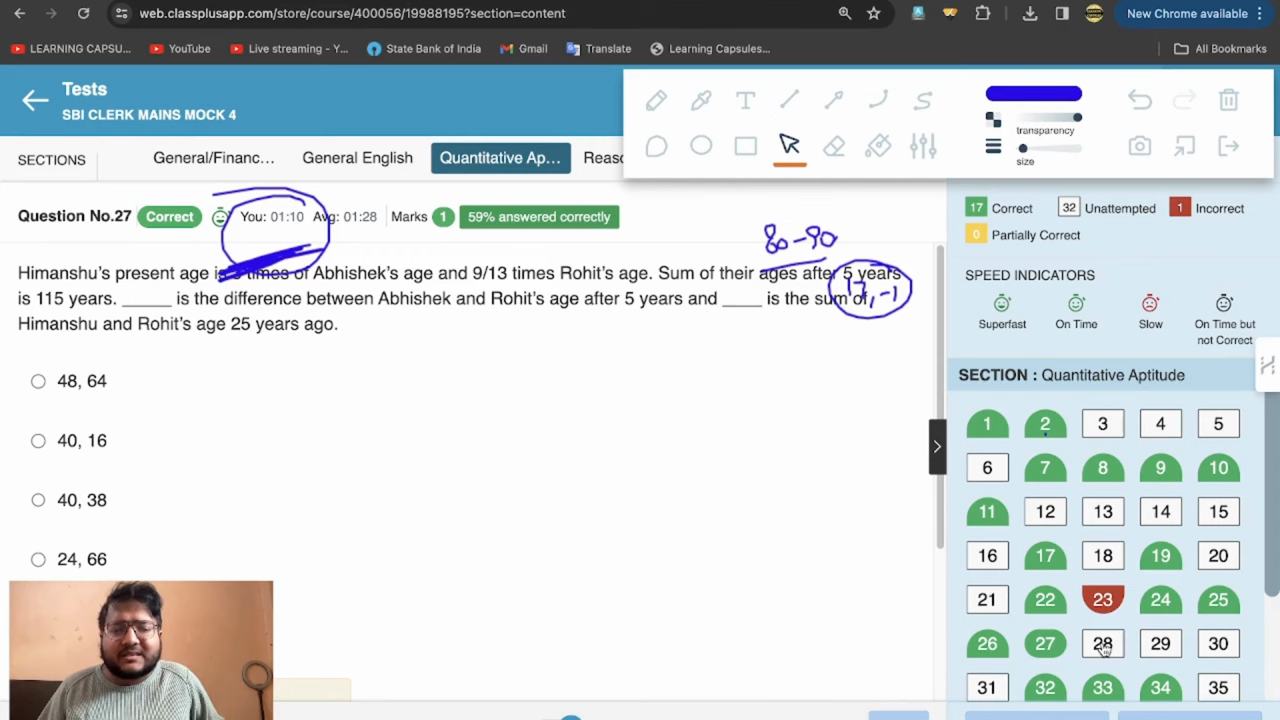 web.classplusapp.com/store/course/400056/19988195?section=content
New Chrome available
LEARNING CAPSU...
YouTube
Live streaming - Y...
State Bank of India
Gmail
Translate
Learning Capsules...
All Bookmarks
Tests
SBI CLERK MAINS MOCK 4
T
transparency
size
SECTIONS
General/Financ...
General English
Quantitative Ap...
Reaso
Question No.27
Correct
You: 01:10
Avg: 01:28
Marks 1
59% answered correctly
80-90
Himanshu's present age is 3 times of Abhishek's age and 9/13 times Rohit's age. Sum of their ages after 5 years
is 115 years. _____ is the difference between Abhishek and Rohit's age after 5 years and ____ is the sum of
17, -1
Himanshu and Rohit's age 25 years ago.
48, 64
40, 16
40, 38
24, 66
17 Correct
32 Unattempted
1 Incorrect
0 Partially Correct
SPEED INDICATORS
Superfast
On Time
Slow
On Time but
not Correct
SECTION : Quantitative Aptitude
1 2 3 4 5
6 7 8 9 10
11 12 13 14 15
16 17 18 19 20
21 22 23 24 25
26 27 28 29 30
31 32 33 34 35